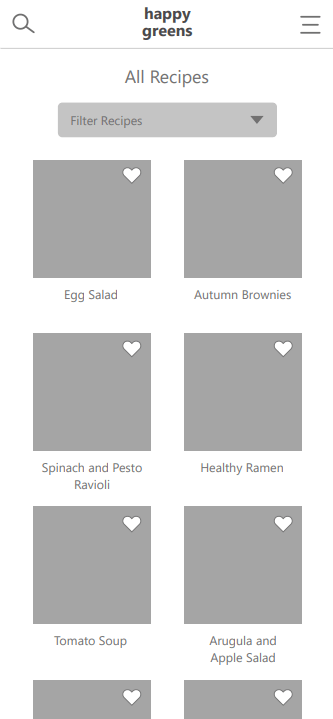 happy
greens
All Recipes
Filter Recipes
Egg Salad
Autumn Brownies
Spinach and Pesto
Ravioli
Healthy Ramen
Tomato Soup
Arugula and
Apple Salad